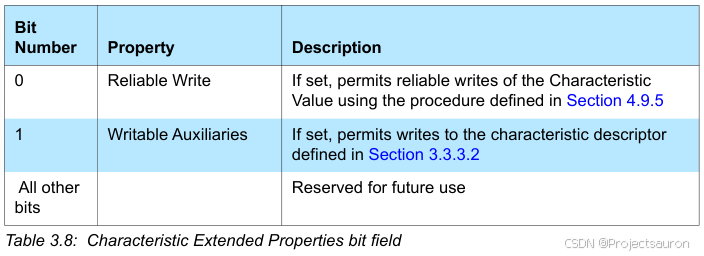 Bit
Number Property Description
0 Reliable Write If set, permits reliable writes of the Characteristic
Value using the procedure defined in Section 4.9.5
1 Writable Auxiliaries If set, permits writes to the characteristic descriptor
defined in Section 3.3.3.2
All other Reserved for future use
bits
Table 3.8: Characteristic Extended Properties bit field
CSDN @Projectsauron